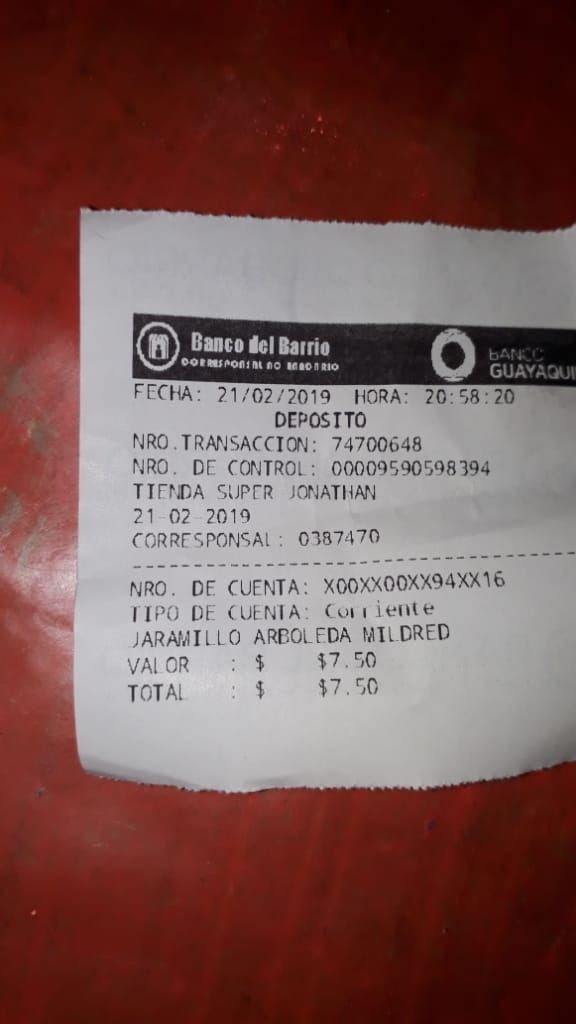 Banco del Barrio
CORRESPONSAL NO BANCARIO
BANCO
GUAYAQUI
FECHA: 21/02/2019 HORA: 20:58:20
DEPOSITO
NRO.TRANSACCION: 74700648
NRO. DE CONTROL: 00009590598394
TIENDA SUPER JONATHAN
21-02-2019
CORRESPONSAL: 0387470
NRO. DE CUENTA: X00XX00XX94XX16
TIPO DE CUENTA: Corriente
JARAMILLO ARBOLEDA MILDRED
VALOR : $ $7.50
TOTAL : $ $7.50